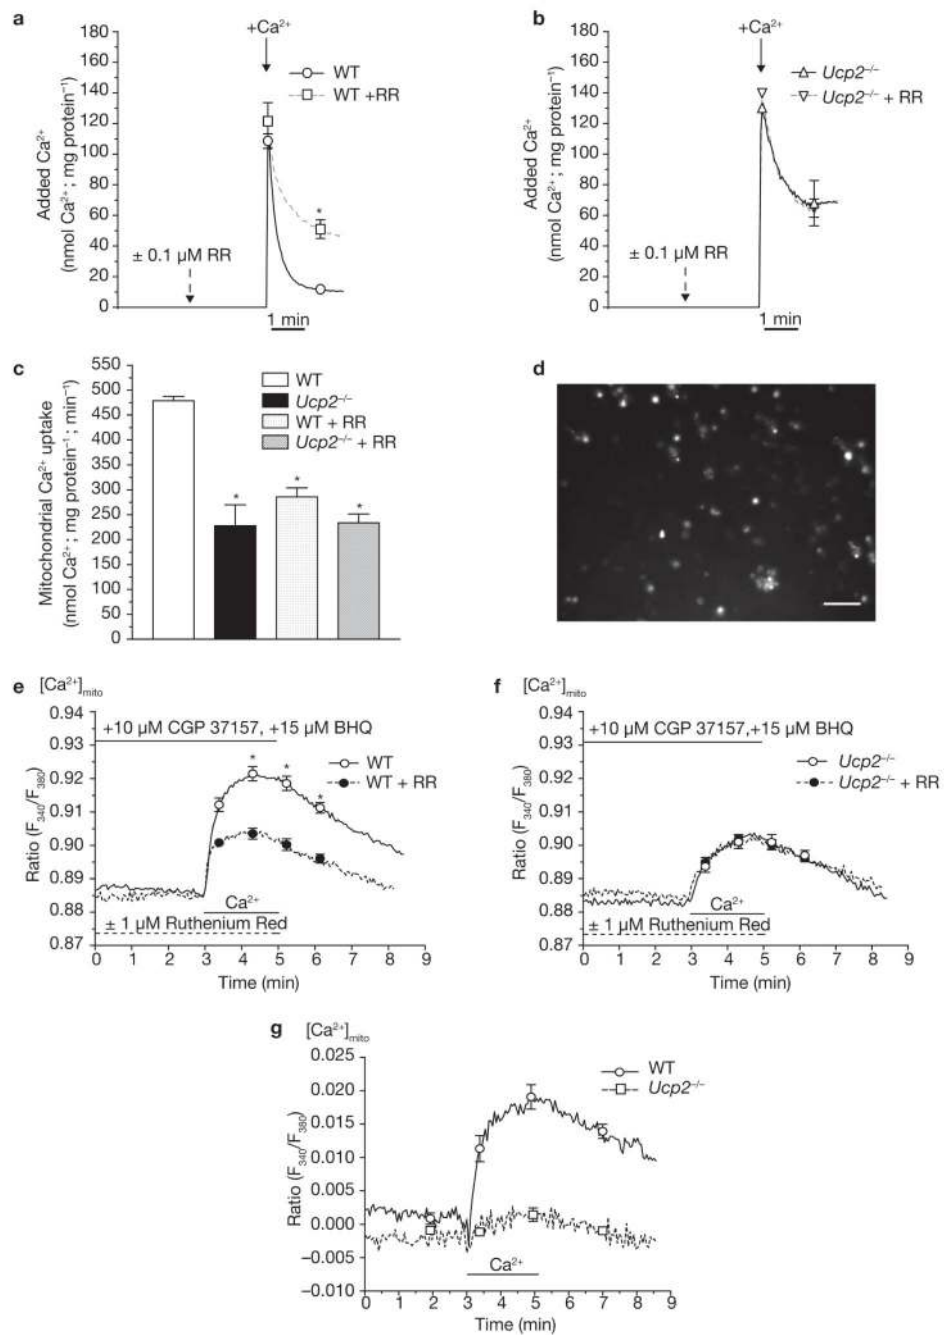 a
+Ca²⁺
180
160
140
120
100
80
60
40
20
0
Added Ca²⁺
(nmol Ca²⁺; mg protein⁻¹)
WT
WT +RR
*
± 0.1 µM RR
1 min
b
+Ca²⁺
180
160
140
120
100
80
60
40
20
0
Added Ca²⁺
(nmol Ca²⁺; mg protein⁻¹)
Ucp2⁻/⁻
Ucp2⁻/⁻ + RR
± 0.1 µM RR
1 min
c
550
500
450
400
350
300
250
200
150
100
50
0
Mitochondrial Ca²⁺ uptake
(nmol Ca²⁺; mg protein⁻¹; min⁻¹)
WT
Ucp2⁻/⁻
WT + RR
Ucp2⁻/⁻ + RR
* * *
d
e [Ca²⁺]mito
0.94
0.93
0.92
0.91
0.90
0.89
0.88
0.87
Ratio (F340/F380)
+10 µM CGP 37157, +15 µM BHQ
WT
WT + RR
* * *
Ca²⁺
± 1 µM Ruthenium Red
0 1 2 3 4 5 6 7 8 9
Time (min)
f [Ca²⁺]mito
0.94
0.93
0.92
0.91
0.90
0.89
0.88
0.87
Ratio (F340/F380)
+10 µM CGP 37157,+15 µM BHQ
Ucp2⁻/⁻
Ucp2⁻/⁻ + RR
Ca²⁺
± 1 µM Ruthenium Red
0 1 2 3 4 5 6 7 8 9
Time (min)
g [Ca²⁺]mito
0.025
0.020
0.015
0.010
0.005
0.000
−0.005
−0.010
Ratio (F340/F380)
WT
Ucp2⁻/⁻
Ca²⁺
0 1 2 3 4 5 6 7 8 9
Time (min)